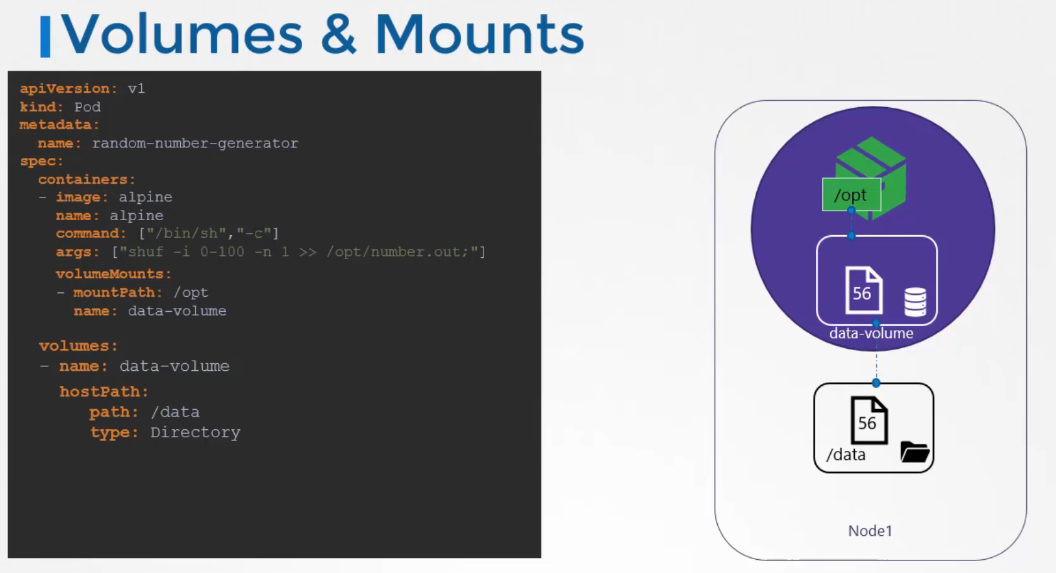 Volumes & Mounts
apiVersion: v1
kind: Pod
metadata:
  name: random-number-generator
spec:
  containers:
  - image: alpine
    name: alpine
    command: ["/bin/sh","-c"]
    args: ["shuf -i 0-100 -n 1 >> /opt/number.out;"]
    volumeMounts:
    - mountPath: /opt
      name: data-volume
  volumes:
  - name: data-volume
    hostPath:
       path: /data
       type: Directory
/opt
56
data-volume
56
/data
Node1